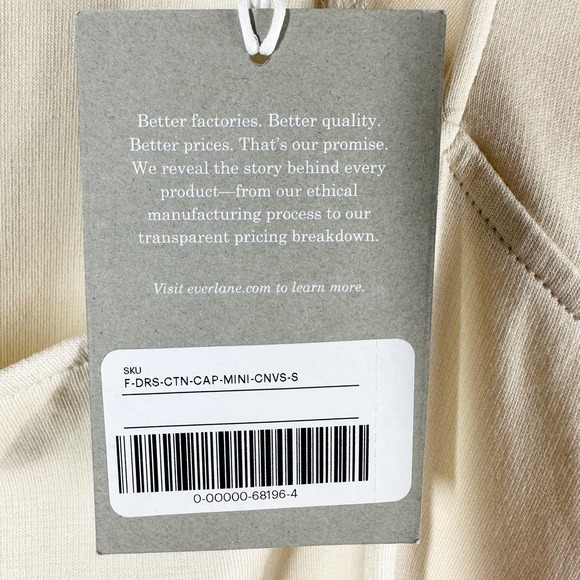 Better factories. Better quality.
Better prices. That's our promise.
We reveal the story behind every
product—from our ethical
manufacturing process to our
transparent pricing breakdown.
Visit everlane.com to learn more.
SKU
F-DRS-CTN-CAP-MINI-CNVS-S
0-00000-68196-4